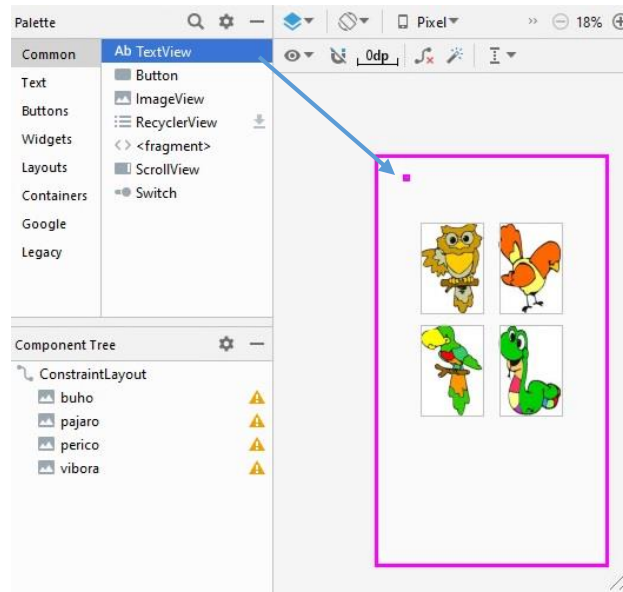 Palette
Common
Text
Buttons
Widgets
Layouts
Containers
Google
Legacy
Ab TextView
Button
ImageView
RecyclerView
<fragment>
ScrollView
Switch
Pixel
18%
0dp
Component Tree
ConstraintLayout
buho
pajaro
perico
vibora